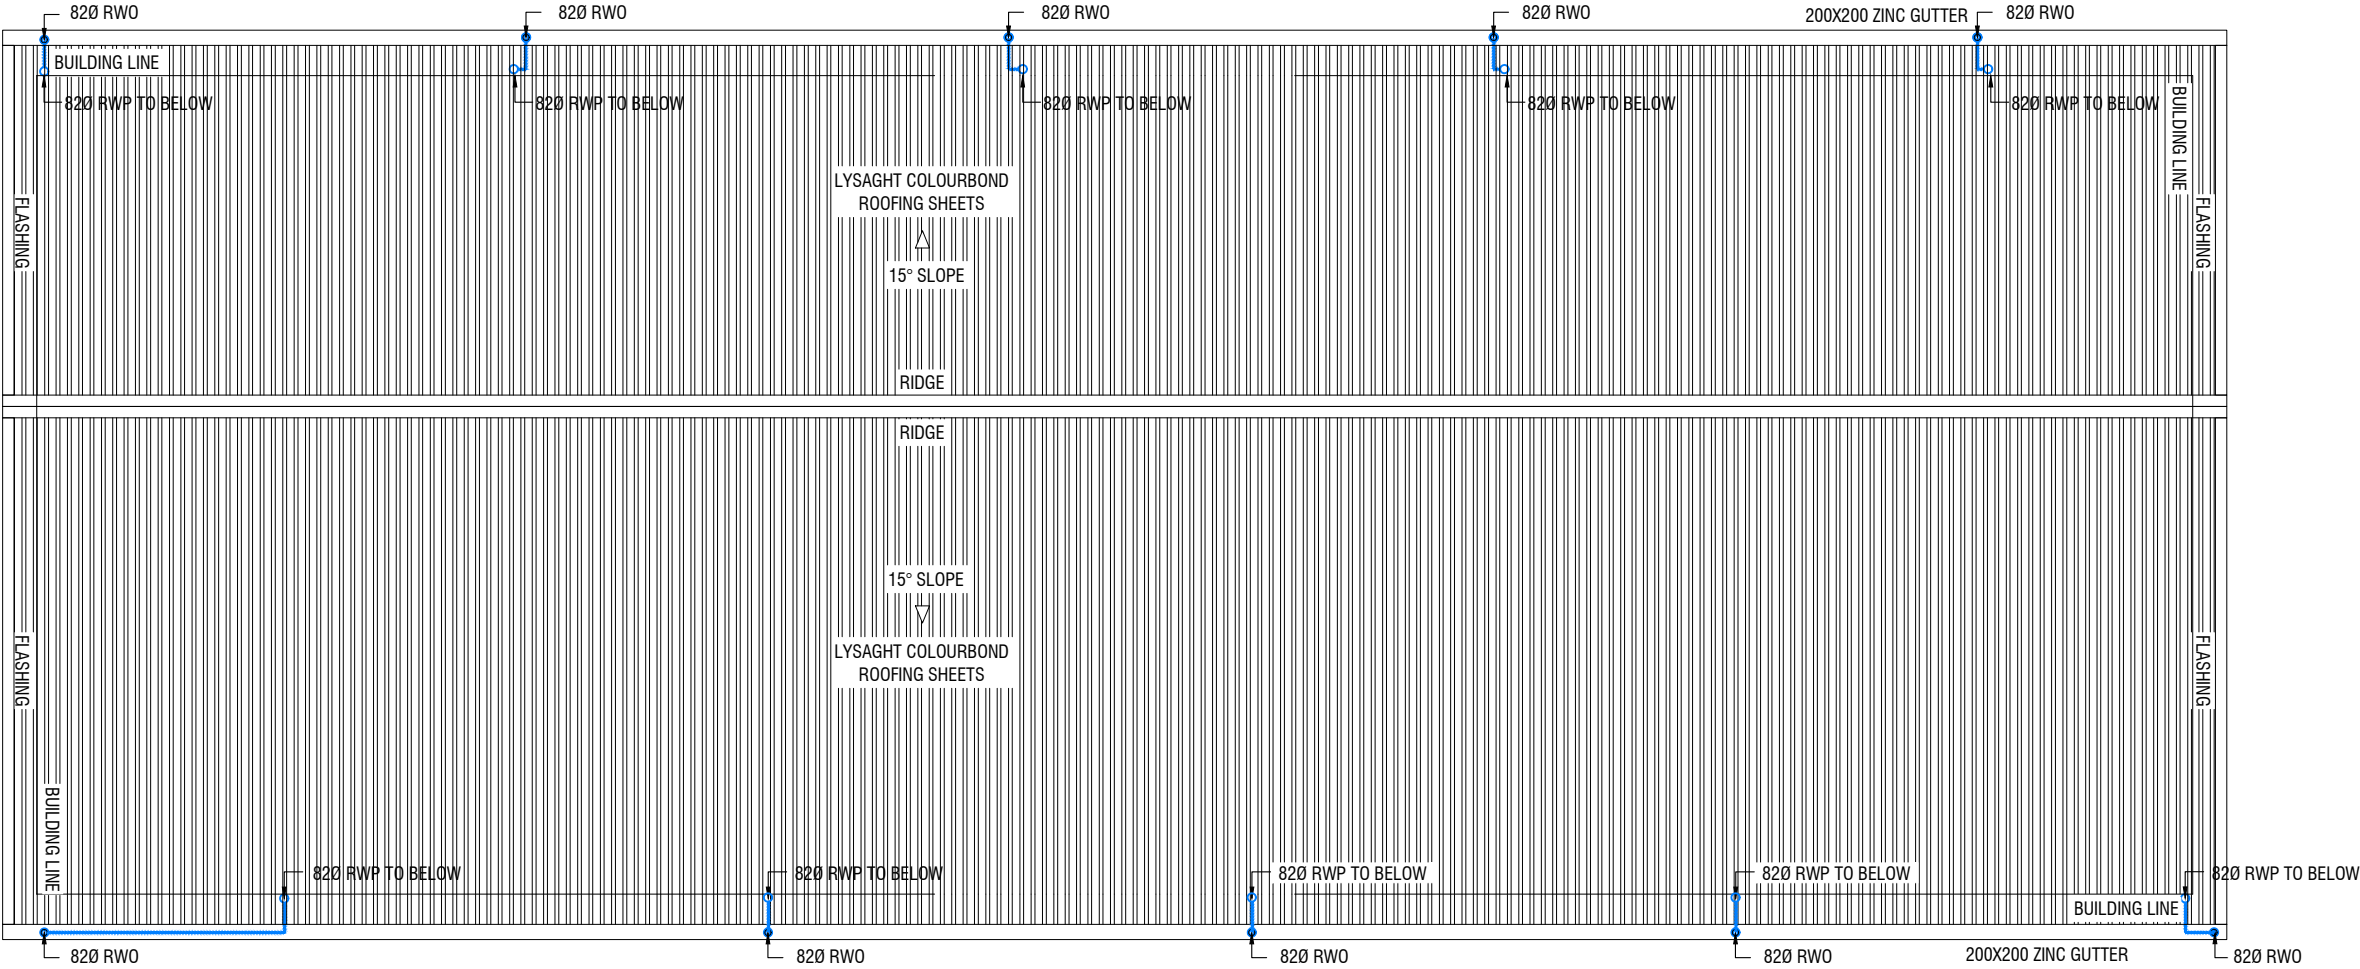 82Ø RWO
82Ø RWO
82Ø RWO
82Ø RWO
200X200 ZINC GUTTER
82Ø RWO
BUILDING LINE
82Ø RWP TO BELOW
82Ø RWP TO BELOW
82Ø RWP TO BELOW
82Ø RWP TO BELOW
82Ø RWP TO BELOW
BUILDING LINE
LYSAGHT COLOURBOND
ROOFING SHEETS
FLASHING
FLASHING
15° SLOPE
RIDGE
RIDGE
15° SLOPE
LYSAGHT COLOURBOND
ROOFING SHEETS
FLASHING
FLASHING
BUILDING LINE
82Ø RWP TO BELOW
82Ø RWP TO BELOW
82Ø RWP TO BELOW
82Ø RWP TO BELOW
82Ø RWP TO BELOW
BUILDING LINE
82Ø RWO
82Ø RWO
82Ø RWO
82Ø RWO
200X200 ZINC GUTTER
82Ø RWO